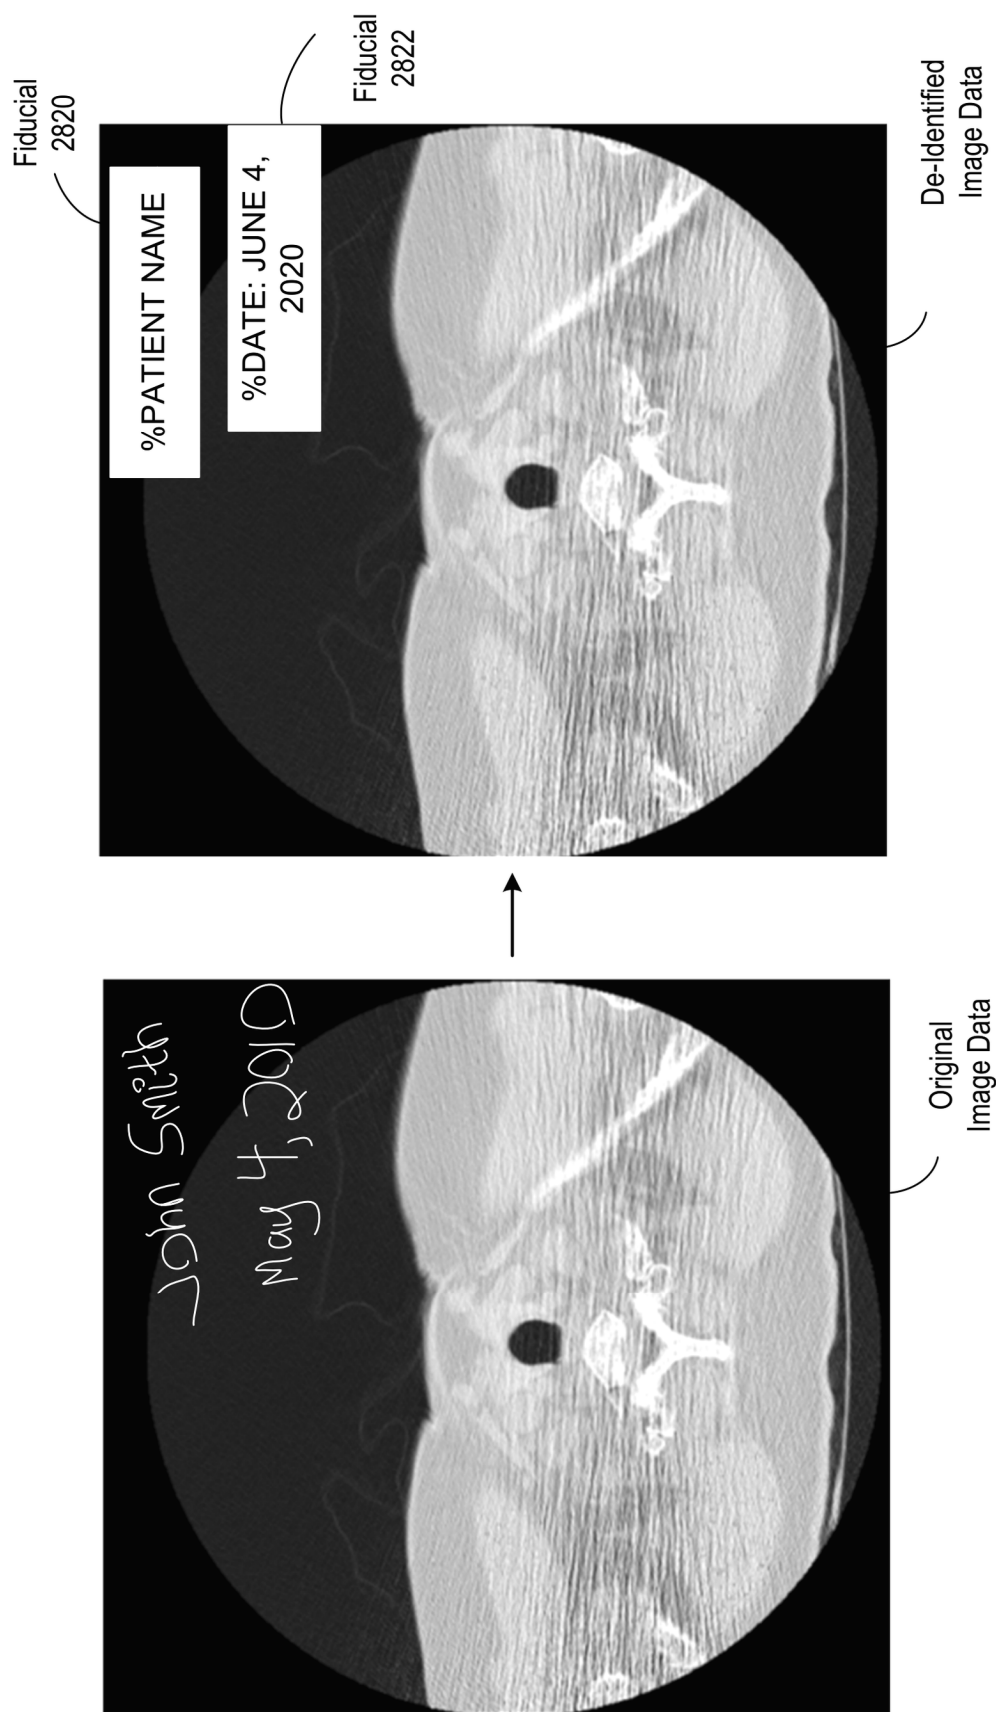 John Smith
May 4, 2010
Original
Image Data
Fiducial
2820
%PATIENT NAME
%DATE: JUNE 4,
2020
Fiducial
2822
De-Identified
Image Data